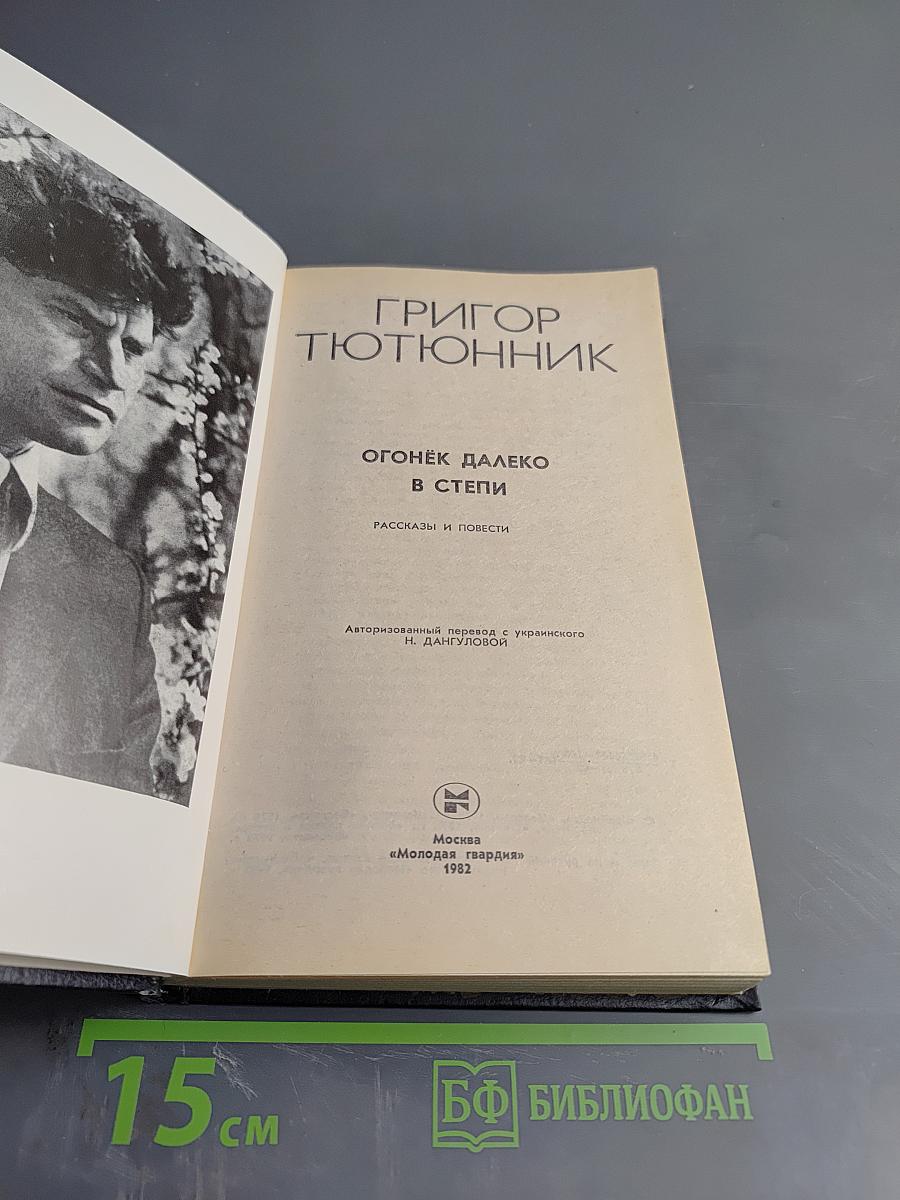 ГРИГОР
ТЮТЮННИК
ОГОНЁК ДАЛЕКО
В СТЕПИ
РАССКАЗЫ И ПОВЕСТИ
Авторизованный перевод с украинского
Н. ДАНГУЛОВОЙ
Москва
«Молодая гвардия»
1982
15 см
БФ БИБЛИОФАН